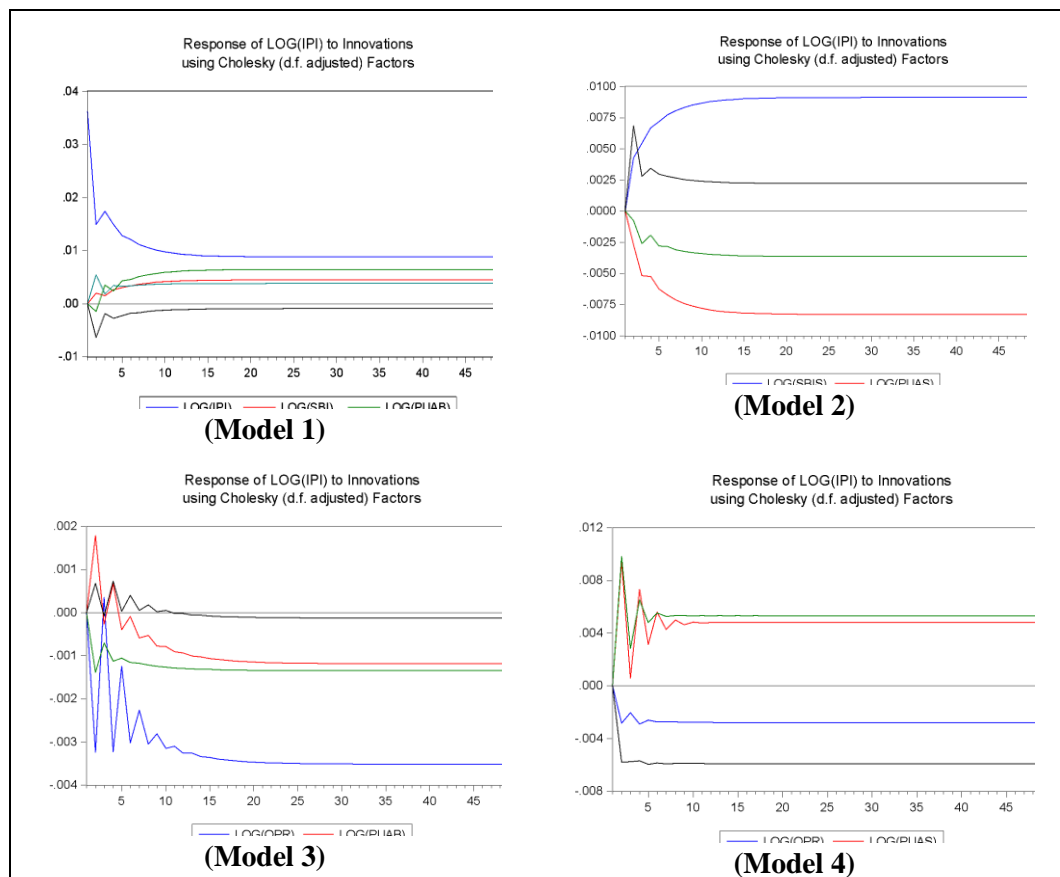 Response of LOG(IPI) to Innovations
using Cholesky (d.f. adjusted) Factors
.04
.03
.02
.01
.00
-.01
5 10 15 20 25 30 35 40 45
LOG(IPI) LOG(SBI) LOG(PUAB)
(Model 1)
Response of LOG(IPI) to Innovations
using Cholesky (d.f. adjusted) Factors
.0100
.0075
.0050
.0025
.0000
-.0025
-.0050
-.0075
-.0100
5 10 15 20 25 30 35 40 45
LOG(SBIS) LOG(PUAS)
(Model 2)
Response of LOG(IPI) to Innovations
using Cholesky (d.f. adjusted) Factors
.002
.001
.000
-.001
-.002
-.003
-.004
5 10 15 20 25 30 35 40 45
LOG(OPR) LOG(PUAB)
(Model 3)
Response of LOG(IPI) to Innovations
using Cholesky (d.f. adjusted) Factors
.012
.008
.004
.000
-.004
-.008
5 10 15 20 25 30 35 40 45
LOG(OPR) LOG(PUAS)
(Model 4)